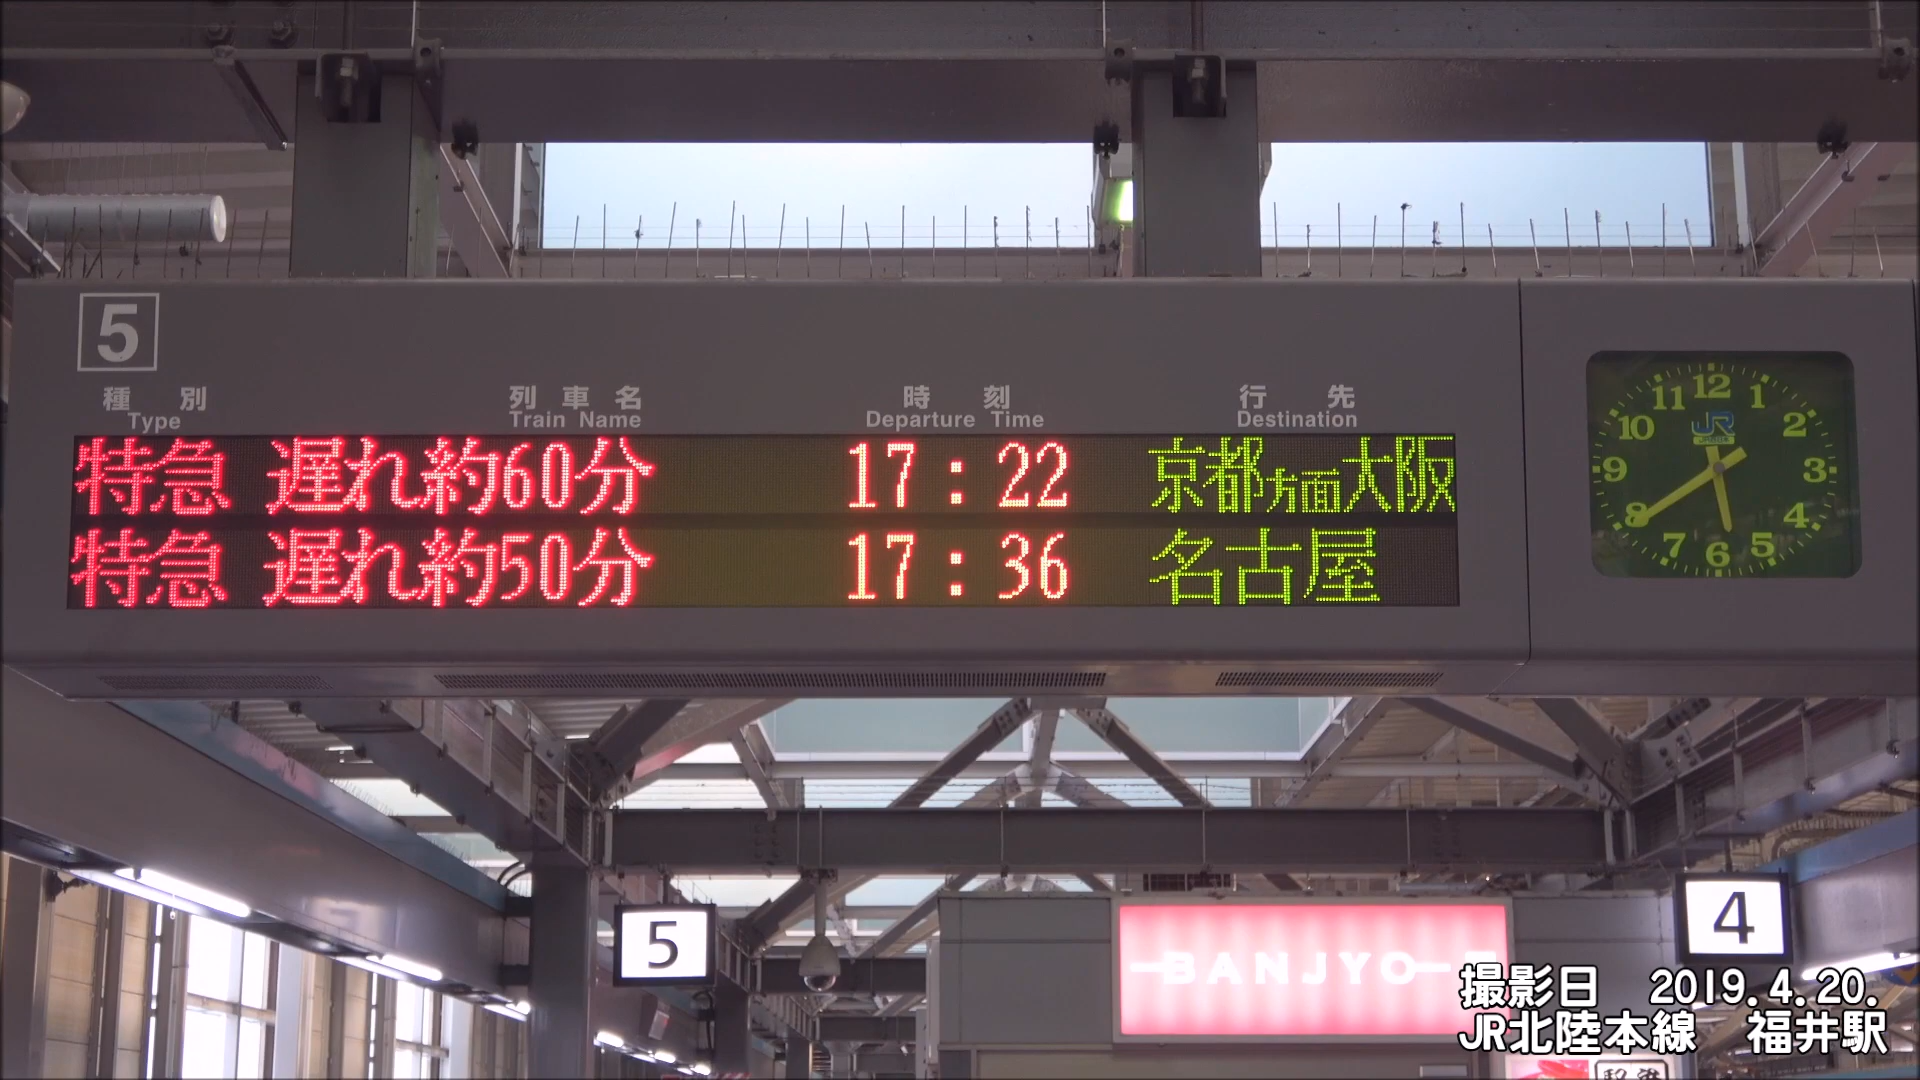 5
種別 列車名 時刻 行先
Type Train Name Departure Time Destination
特急 遅れ約60分 17:22 京都方面大阪
特急 遅れ約50分 17:36 名古屋
12
1
2
3
4
5
6
7
8
9
10
11
JR
5
4
BANJYO
撮影日 2019.4.20.
JR北陸本線 福井駅